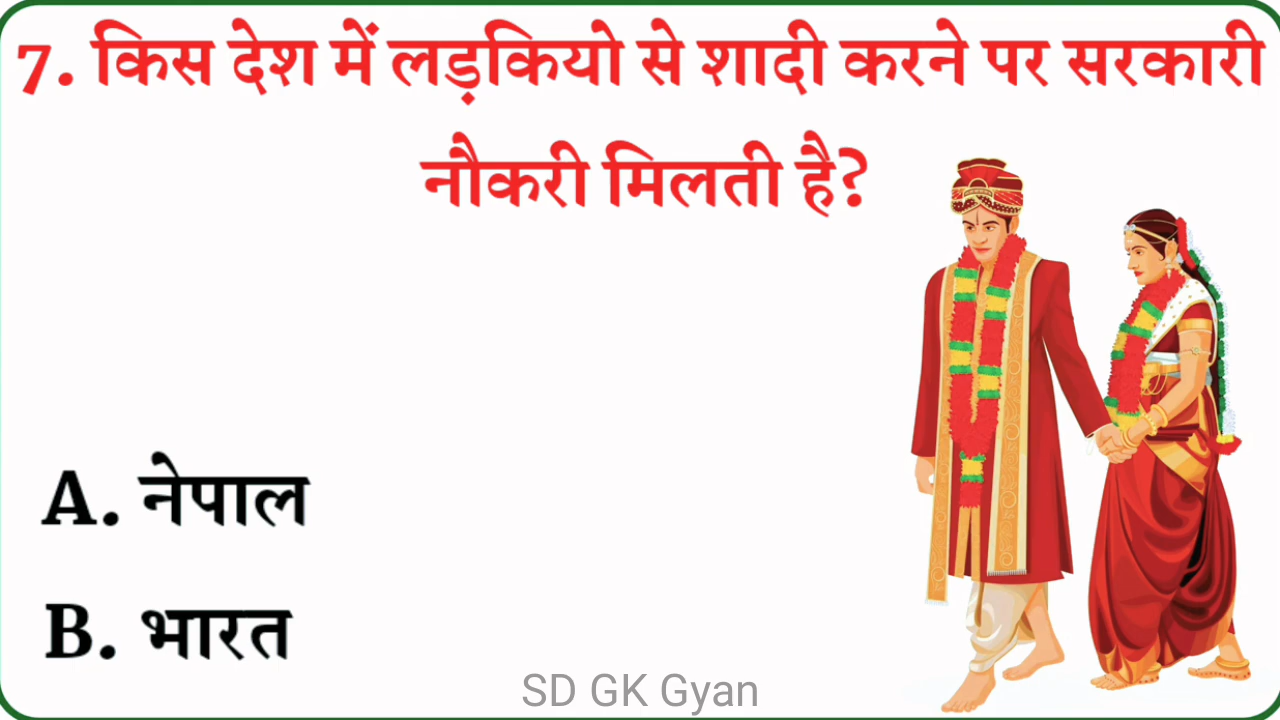 7. किस देश में लड़कियो से शादी करने पर सरकारी
नौकरी मिलती है?
A. नेपाल
B. भारत
SD GK Gyan